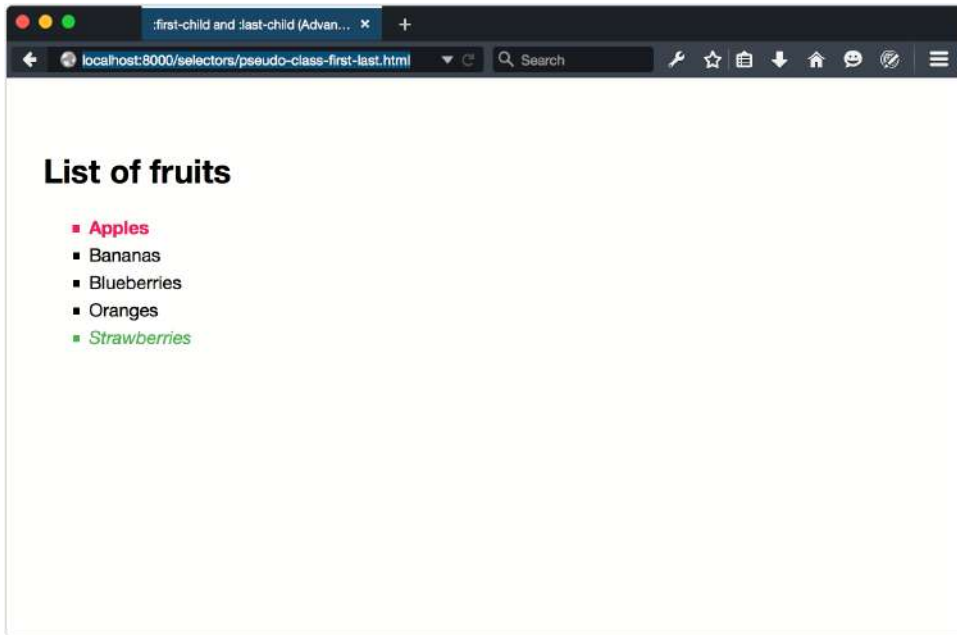 :first-child and :last-child (Advan...
localhost:8000/selectors/pseudo-class-first-last.html
Search
List of fruits
Apples
Bananas
Blueberries
Oranges
Strawberries